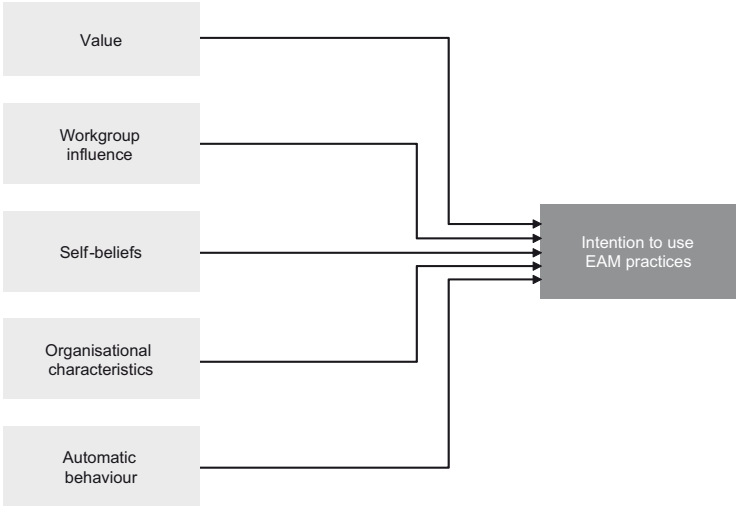 Value
Workgroup
influence
Self-beliefs
Intention to use
EAM practices
Organisational
characteristics
Automatic
behaviour